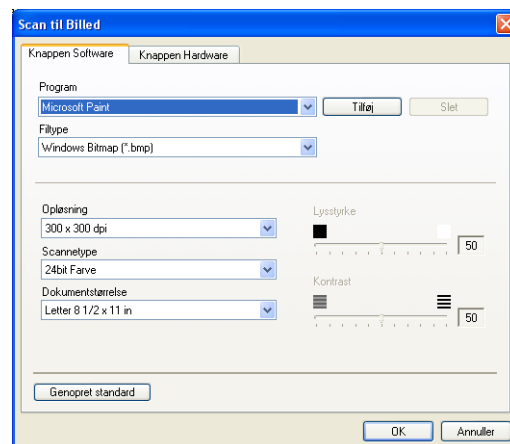 Scan til Billed
Knappen Software Knappen Hardware
Program
Microsoft Paint Tilføj Slet
Filtype
Windows Bitmap (*.bmp)
Opløsning Lysstyrke
300 x 300 dpi 50
Scannetype
24bit Farve
Kontrast
Dokumentstørrelse
Letter 8 1/2 x 11 in 50
Genopret standard
OK Annuller